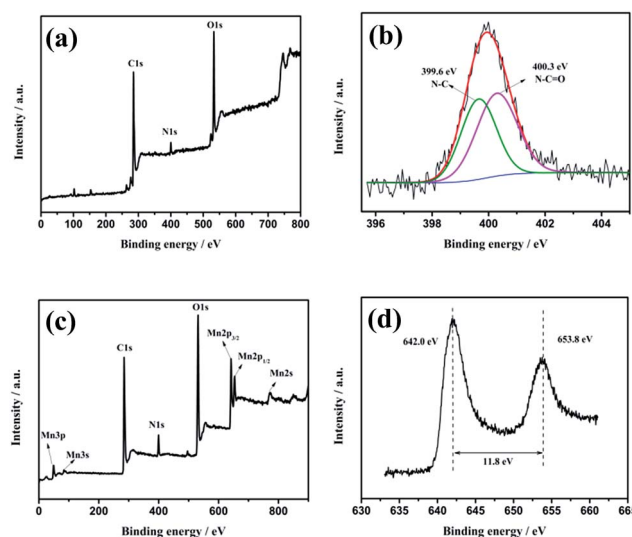 (a)
O1s
C1s
N1s
Intensity / a.u.
0 100 200 300 400 500 600 700 800
Binding energy / eV
(b)
399.6 eV
N-C
400.3 eV
N-C=O
Intensity / a.u.
396 398 400 402 404
Binding energy / eV
(c)
O1s
C1s
Mn2p3/2
Mn2p1/2
N1s
Mn2s
Mn3p
Mn3s
Intensity / a.u.
0 200 400 600 800
Binding energy / eV
(d)
642.0 eV
653.8 eV
11.8 eV
Intensity / a.u.
630 635 640 645 650 655 660 665
Binding energy / eV